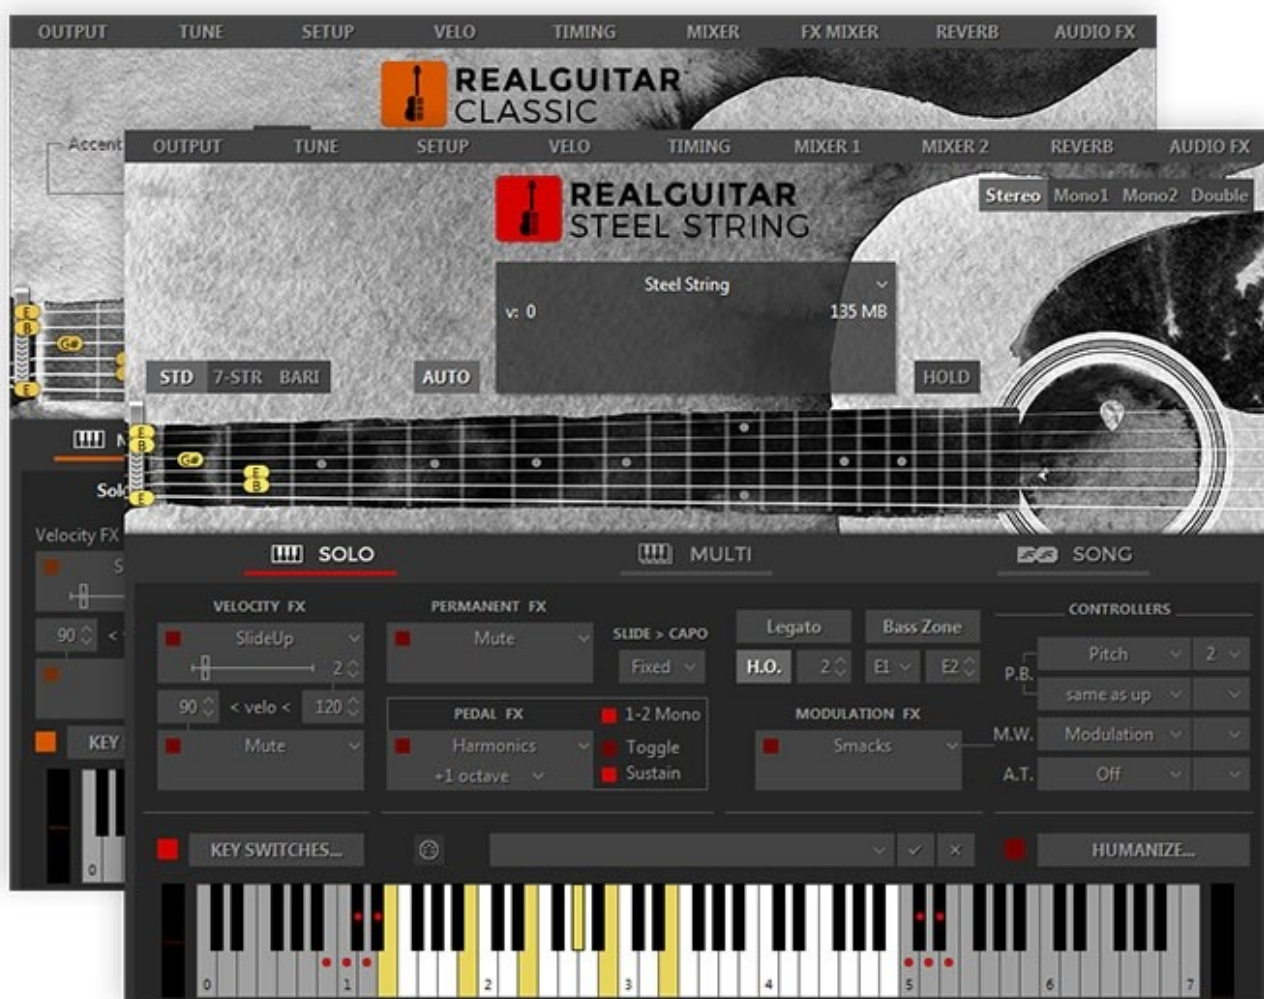 OUTPUT TUNE SETUP VELO TIMING MIXER FX MIXER REVERB AUDIO FX
REALGUITAR
CLASSIC
Accent
OUTPUT TUNE SETUP VELO TIMING MIXER 1 MIXER 2 REVERB AUDIO FX
REALGUITAR
STEEL STRING
Stereo Mono1 Mono2 Double
Steel String
v: 0 135 MB
STD 7-STR BARI AUTO HOLD
E
B
G#
E
E
B
G#
E
B
E
SOLO MULTI SONG
Velocity FX
90 <
KEY
0
VELOCITY FX PERMANENT FX CONTROLLERS
SlideUp Mute SLIDE > CAPO Legato Bass Zone
2 Fixed H.O. 2 E1 E2 P.B. Pitch 2
same as up
90 < velo < 120 PEDAL FX 1-2 Mono MODULATION FX
M.W. Modulation
Mute Harmonics Toggle Smacks
+1 octave Sustain A.T. Off
KEY SWITCHES... HUMANIZE...
0 1 2 3 4 5 6 7